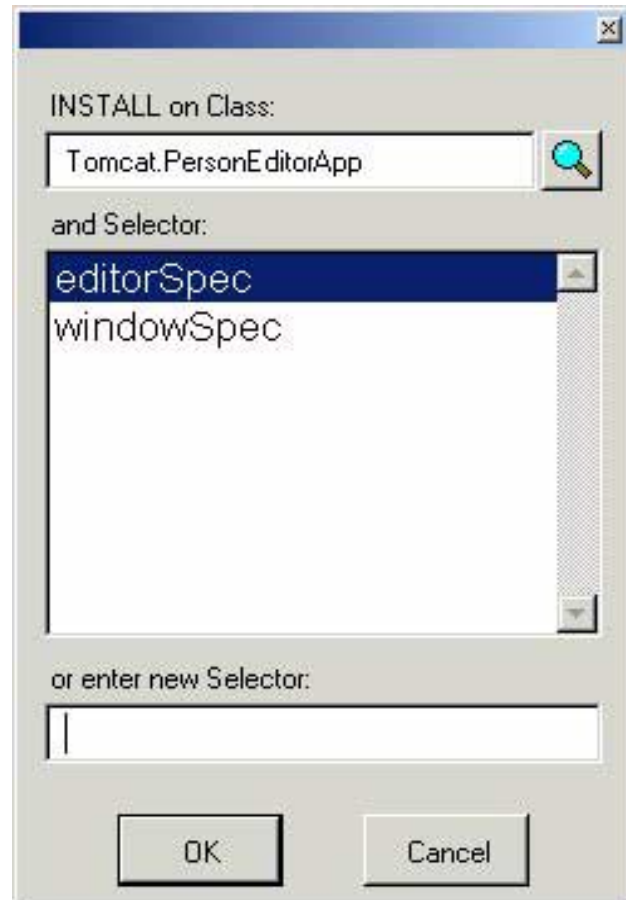 INSTALL on Class:
Tomcat.PersonEditorApp
and Selector:
editorSpec
windowSpec
or enter new Selector:
OK Cancel